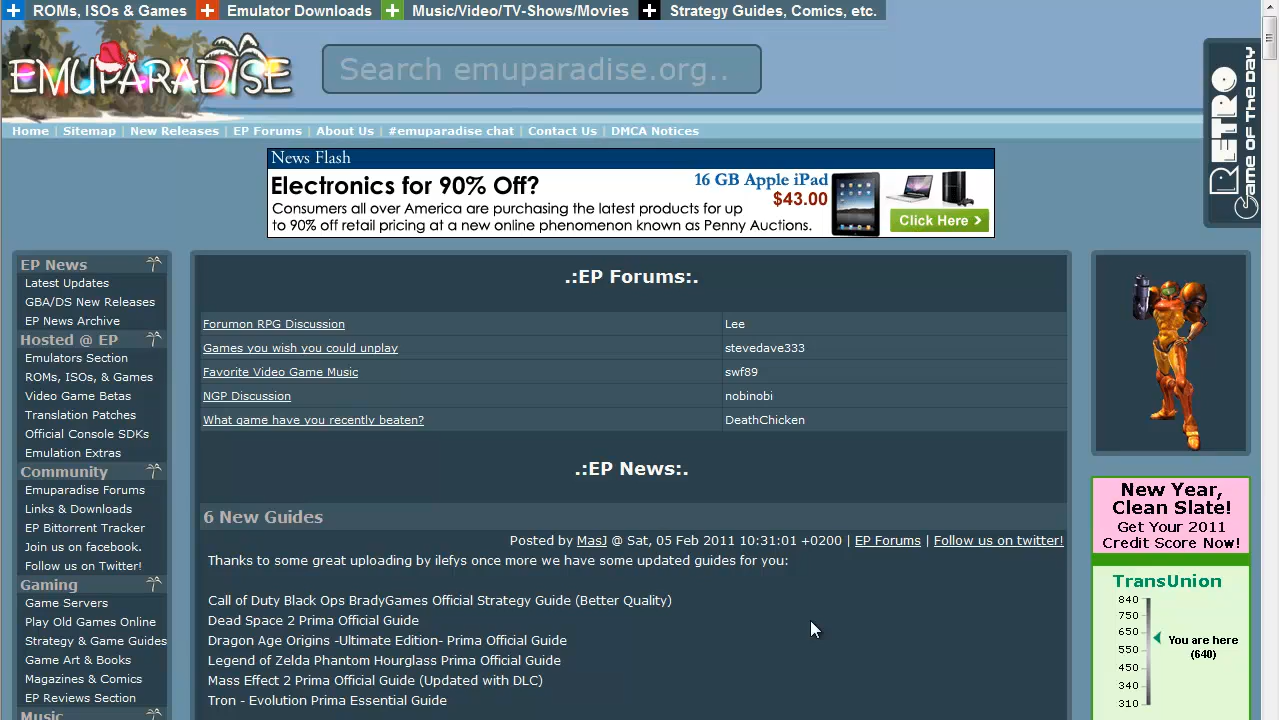 ROMs, ISOs & Games
Emulator Downloads
Music/Video/TV-Shows/Movies
Strategy Guides, Comics, etc.
EMUPARADISE
Search emuparadise.org..
RETRO
Game OF THE DAY
Home | Sitemap | New Releases | EP Forums | About Us | #emuparadise chat | Contact Us | DMCA Notices
News Flash
Electronics for 90% Off?
Consumers all over America are purchasing the latest products for up
to 90% off retail pricing at a new online phenomenon known as Penny Auctions.
16 GB Apple iPad
$43.00
Click Here >
EP News
Latest Updates
GBA/DS New Releases
EP News Archive
Hosted @ EP
Emulators Section
ROMs, ISOs, & Games
Video Game Betas
Translation Patches
Official Console SDKs
Emulation Extras
Community
Emuparadise Forums
Links & Downloads
EP Bittorrent Tracker
Join us on facebook.
Follow us on Twitter!
Gaming
Game Servers
Play Old Games Online
Strategy & Game Guides
Game Art & Books
Magazines & Comics
EP Reviews Section
Music
.:EP Forums:.
Forumon RPG Discussion Lee
Games you wish you could unplay stevedave333
Favorite Video Game Music swf89
NGP Discussion nobinobi
What game have you recently beaten? DeathChicken
.:EP News:.
6 New Guides
Posted by MasJ @ Sat, 05 Feb 2011 10:31:01 +0200 | EP Forums | Follow us on twitter!
Thanks to some great uploading by ilefys once more we have some updated guides for you:
Call of Duty Black Ops BradyGames Official Strategy Guide (Better Quality)
Dead Space 2 Prima Official Guide
Dragon Age Origins -Ultimate Edition- Prima Official Guide
Legend of Zelda Phantom Hourglass Prima Official Guide
Mass Effect 2 Prima Official Guide (Updated with DLC)
Tron - Evolution Prima Essential Guide
New Year,
Clean Slate!
Get Your 2011
Credit Score Now!
TransUnion
840
750
650
550
450
340
310
You are here
(640)